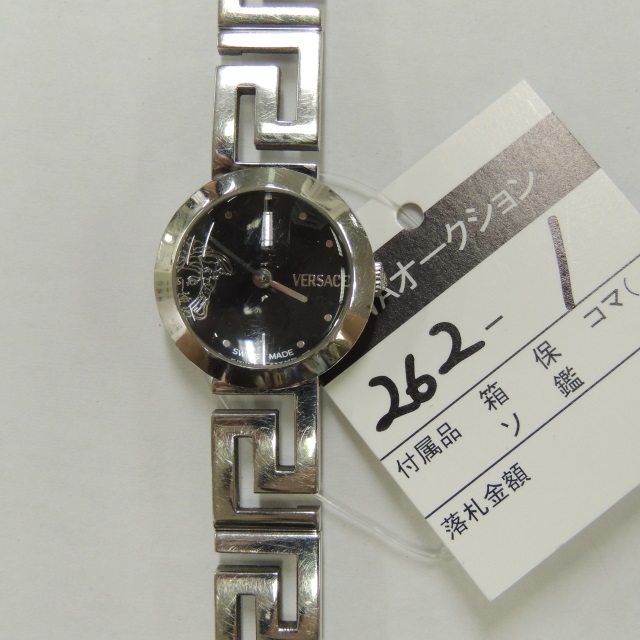 VERSACE
SWISS MADE
オークション
262-1
付属品 箱 保 コマ(
ソ 鑑
落札金額